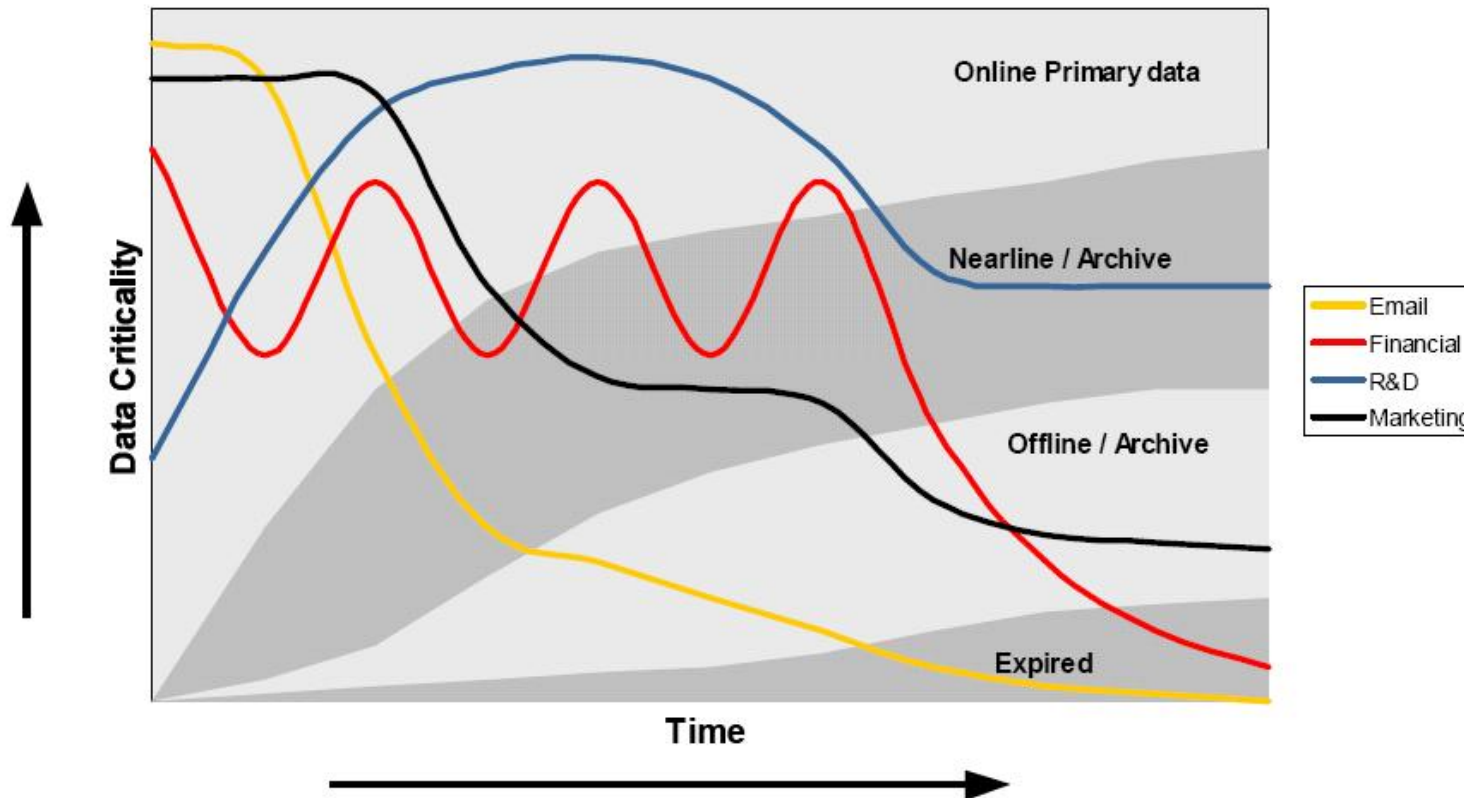 Online Primary data
Nearline / Archive
Offline / Archive
Expired
Data Criticality
Time
Email
Financial
R&D
Marketing